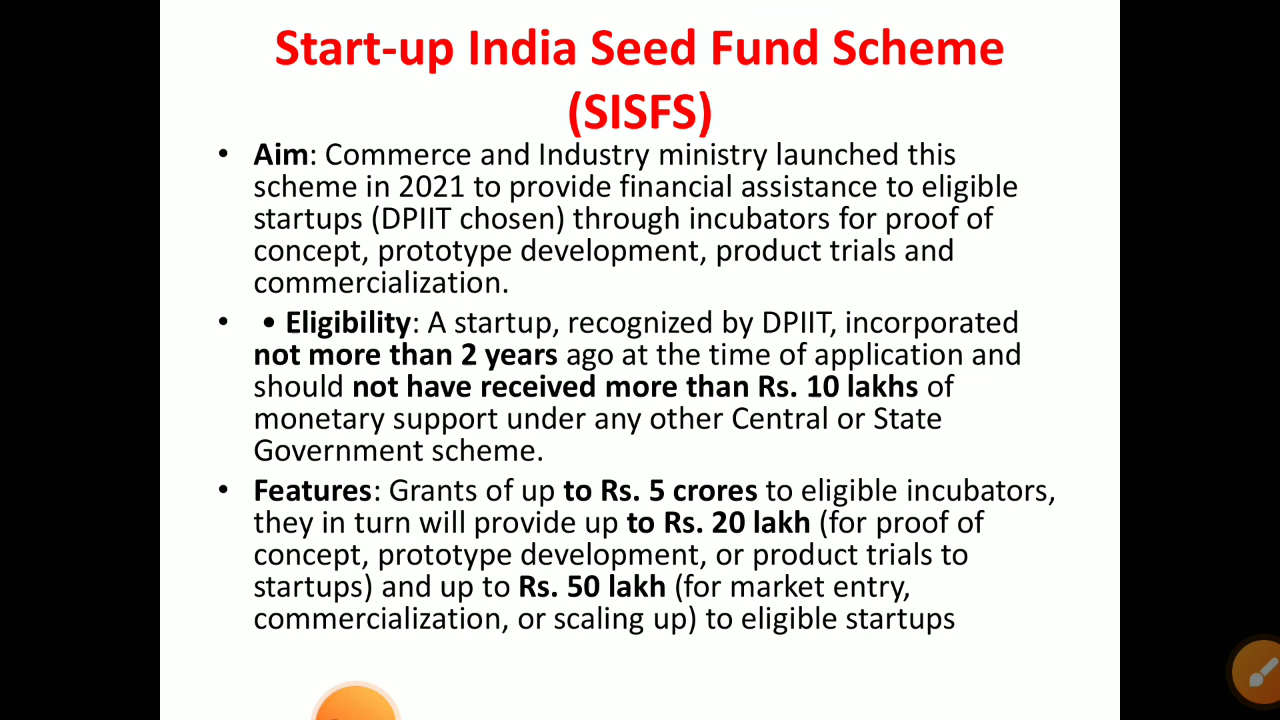 Start-up India Seed Fund Scheme
(SISFS)
• Aim: Commerce and Industry ministry launched this
scheme in 2021 to provide financial assistance to eligible
startups (DPIIT chosen) through incubators for proof of
concept, prototype development, product trials and
commercialization.
• • Eligibility: A startup, recognized by DPIIT, incorporated
not more than 2 years ago at the time of application and
should not have received more than Rs. 10 lakhs of
monetary support under any other Central or State
Government scheme.
• Features: Grants of up to Rs. 5 crores to eligible incubators,
they in turn will provide up to Rs. 20 lakh (for proof of
concept, prototype development, or product trials to
startups) and up to Rs. 50 lakh (for market entry,
commercialization, or scaling up) to eligible startups